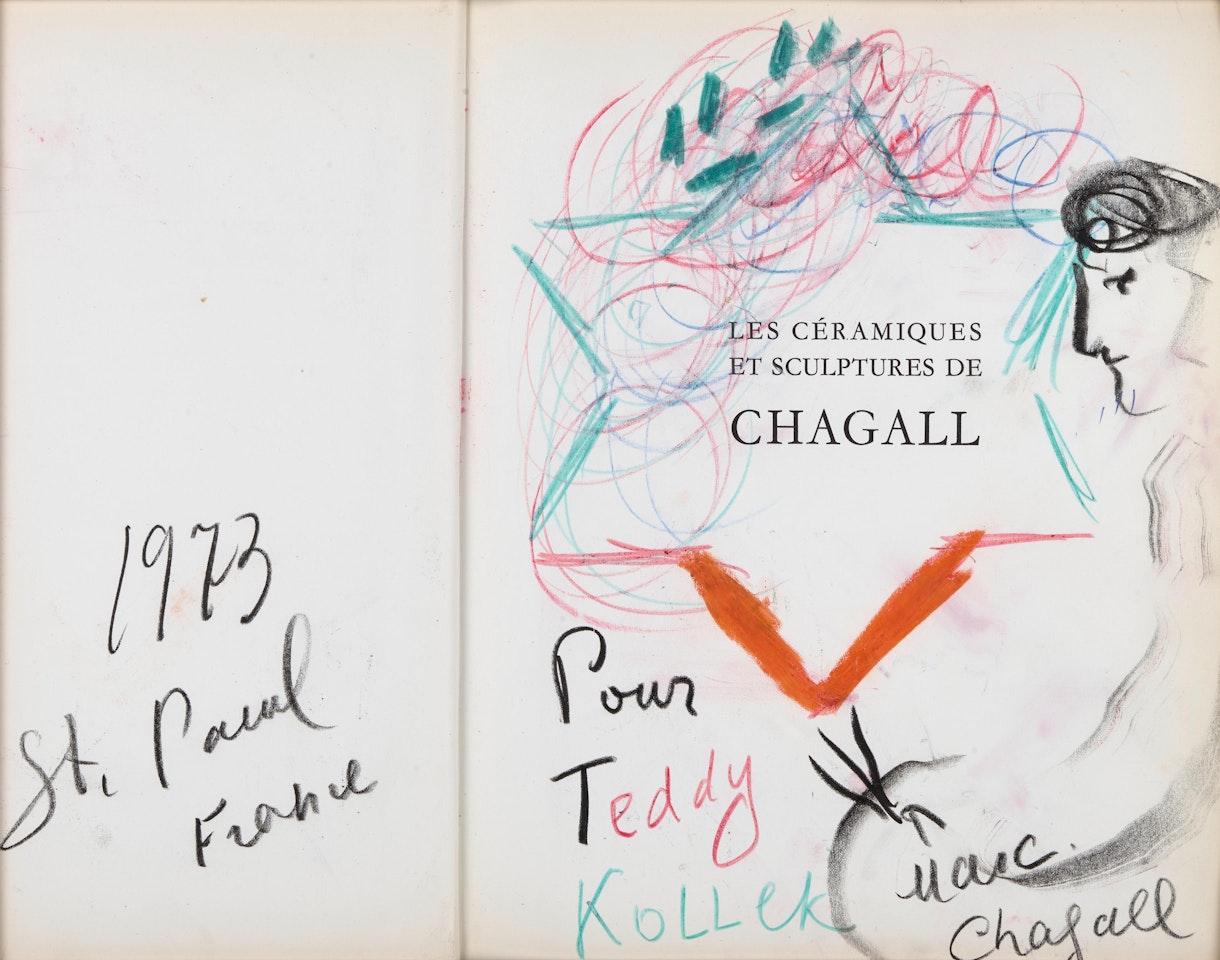 1973
St. Paul
France
LES CÉRAMIQUES
ET SCULPTURES DE
CHAGALL
Pour
Teddy
KoLLek
Marc.
Chagall